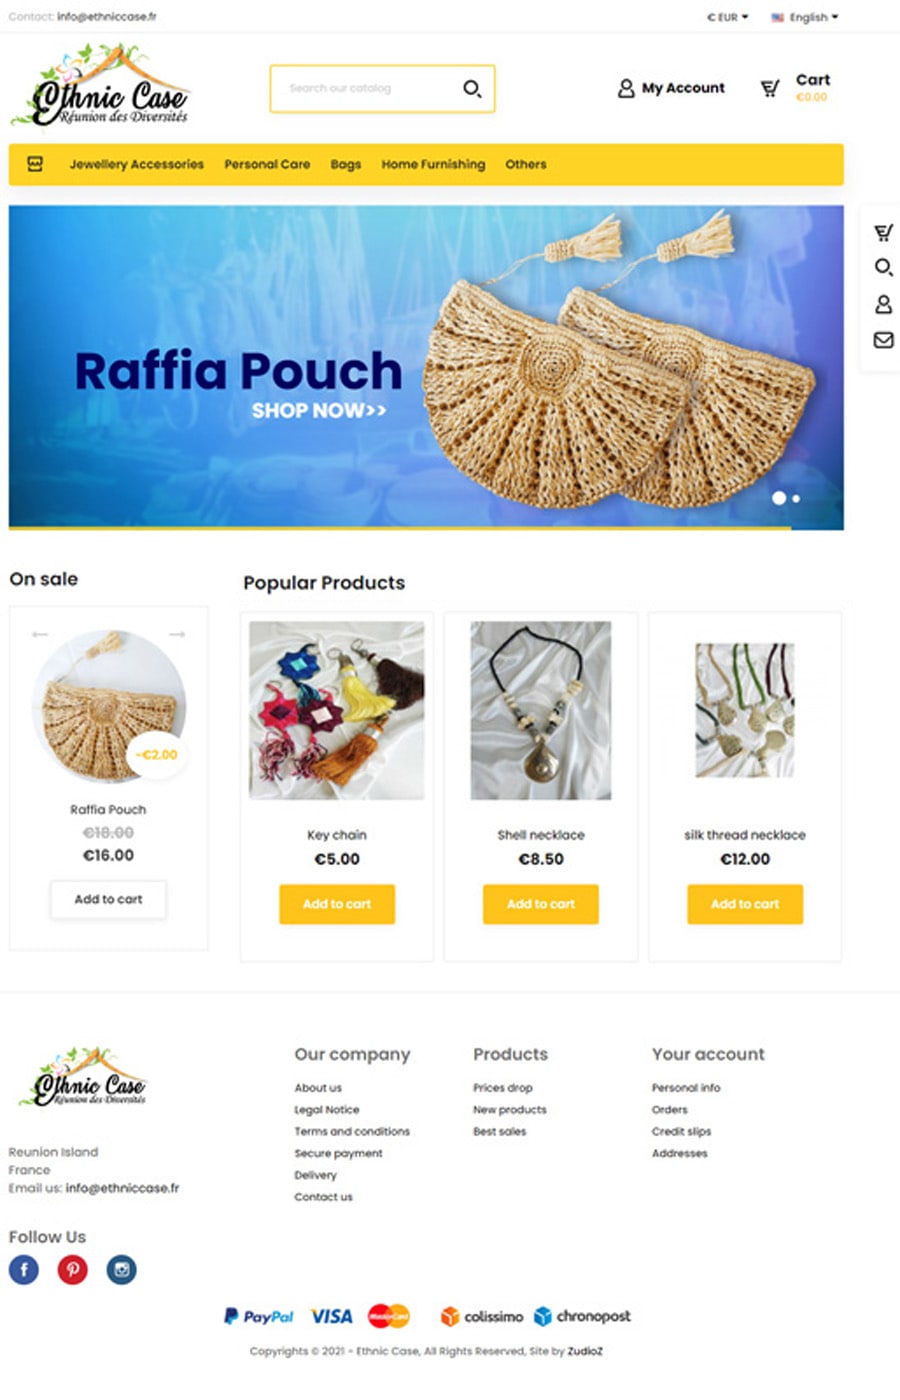 Contact: info@ethniccase.fr
€ EUR
English
Ethnic Case
Réunion des Diversités
Search our catalog
My Account
Cart
€0.00
Jewellery Accessories Personal Care Bags Home Furnishing Others
Raffia Pouch
SHOP NOW>>
On sale
-€2.00
Raffia Pouch
€18.00
€16.00
Add to cart
Popular Products
Key chain
€5.00
Add to cart
Shell necklace
€8.50
Add to cart
silk thread necklace
€12.00
Add to cart
Ethnic Case
Réunion des Diversités
Reunion Island
France
Email us: info@ethniccase.fr
Follow Us
Our company
About us
Legal Notice
Terms and conditions
Secure payment
Delivery
Contact us
Products
Prices drop
New products
Best sales
Your account
Personal info
Orders
Credit slips
Addresses
PayPal VISA MasterCard colissimo chronopost
Copyrights © 2021 - Ethnic Case, All Rights Reserved, Site by ZudioZ